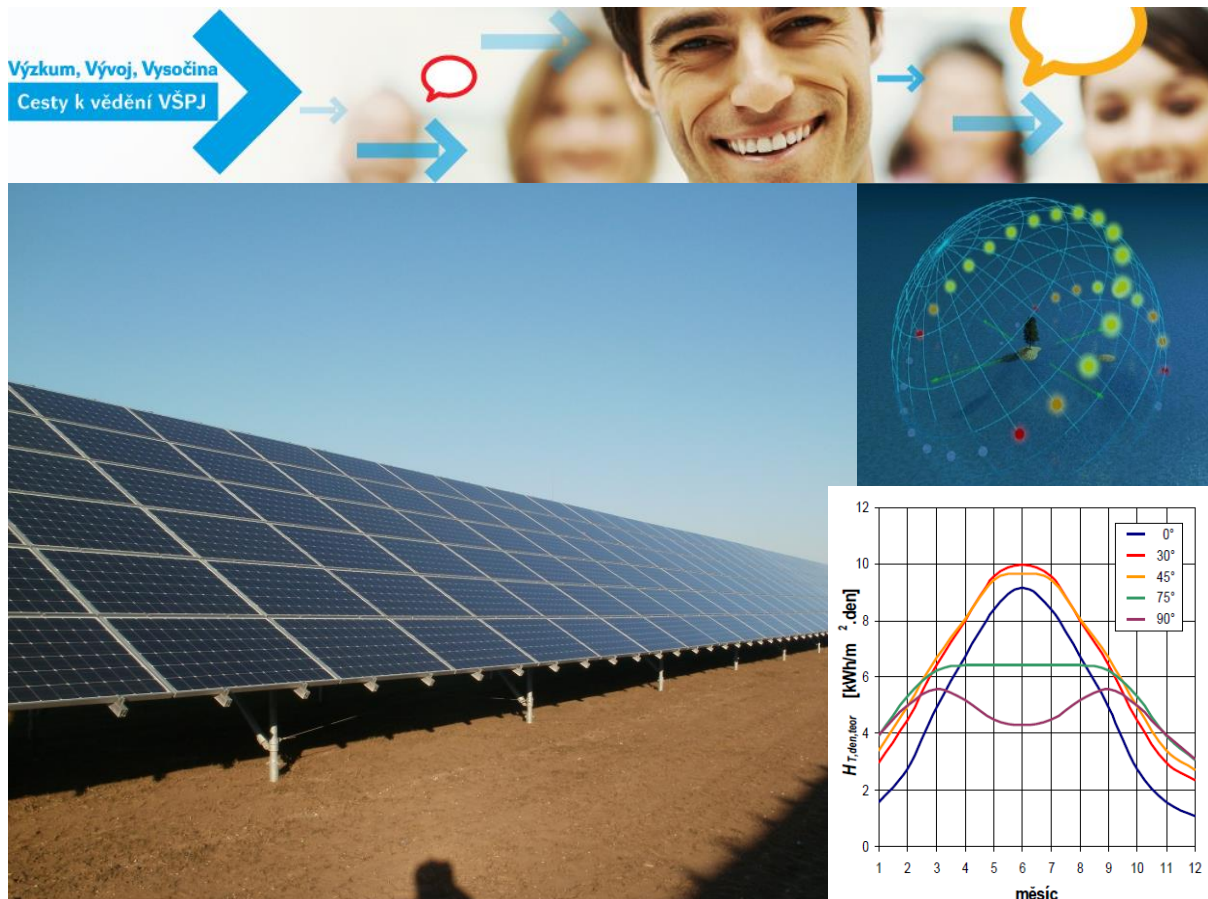 Výzkum, Vývoj, Vysočina
Cesty k vědění VŠPJ
12
10
8
6
4
2
0
H T,den,teor [kWh/m 2 .den]
0°
30°
45°
75°
90°
1 2 3 4 5 6 7 8 9 10 11 12
měsíc